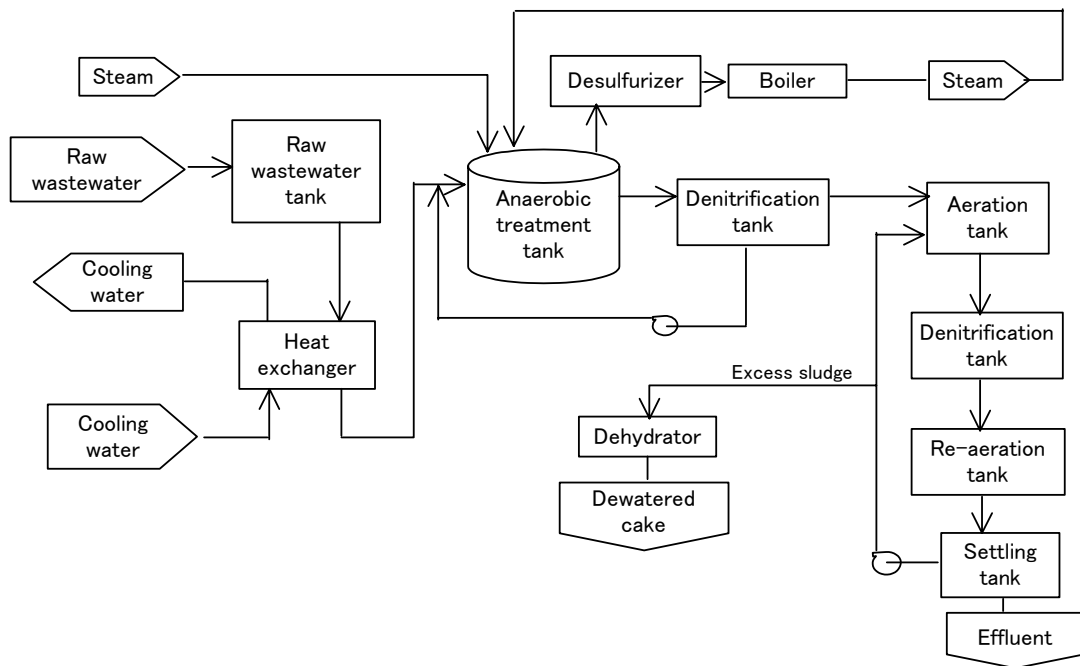 Steam
Desulfurizer
Boiler
Steam
Raw
wastewater
Raw
wastewater
tank
Anaerobic
treatment
tank
Denitrification
tank
Aeration
tank
Cooling
water
Heat
exchanger
Denitrification
tank
Excess sludge
Cooling
water
Dehydrator
Re-aeration
tank
Dewatered
cake
Settling
tank
Effluent